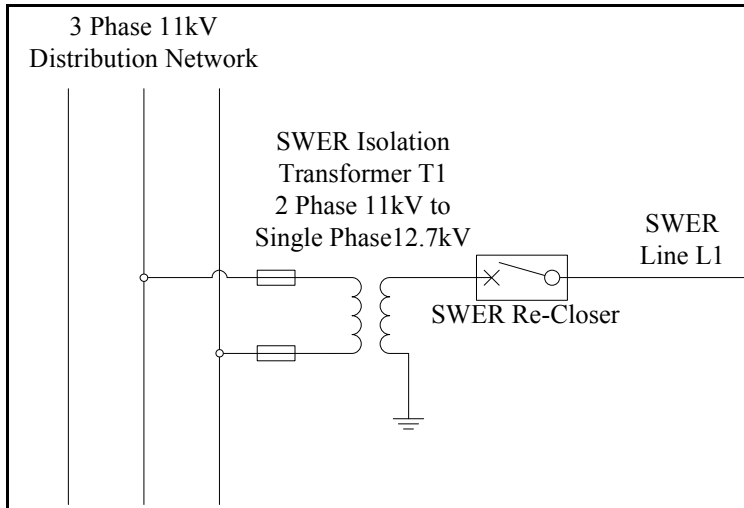 3 Phase 11kV
Distribution Network
SWER Isolation
Transformer T1
2 Phase 11kV to
Single Phase12.7kV
SWER
Line L1
SWER Re-Closer